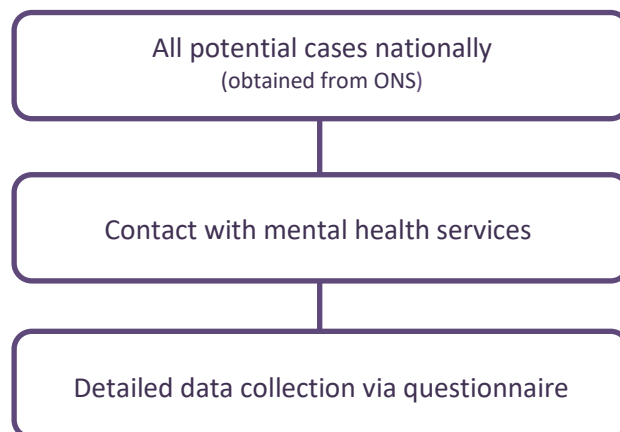 All potential cases nationally
(obtained from ONS)
Contact with mental health services
Detailed data collection via questionnaire